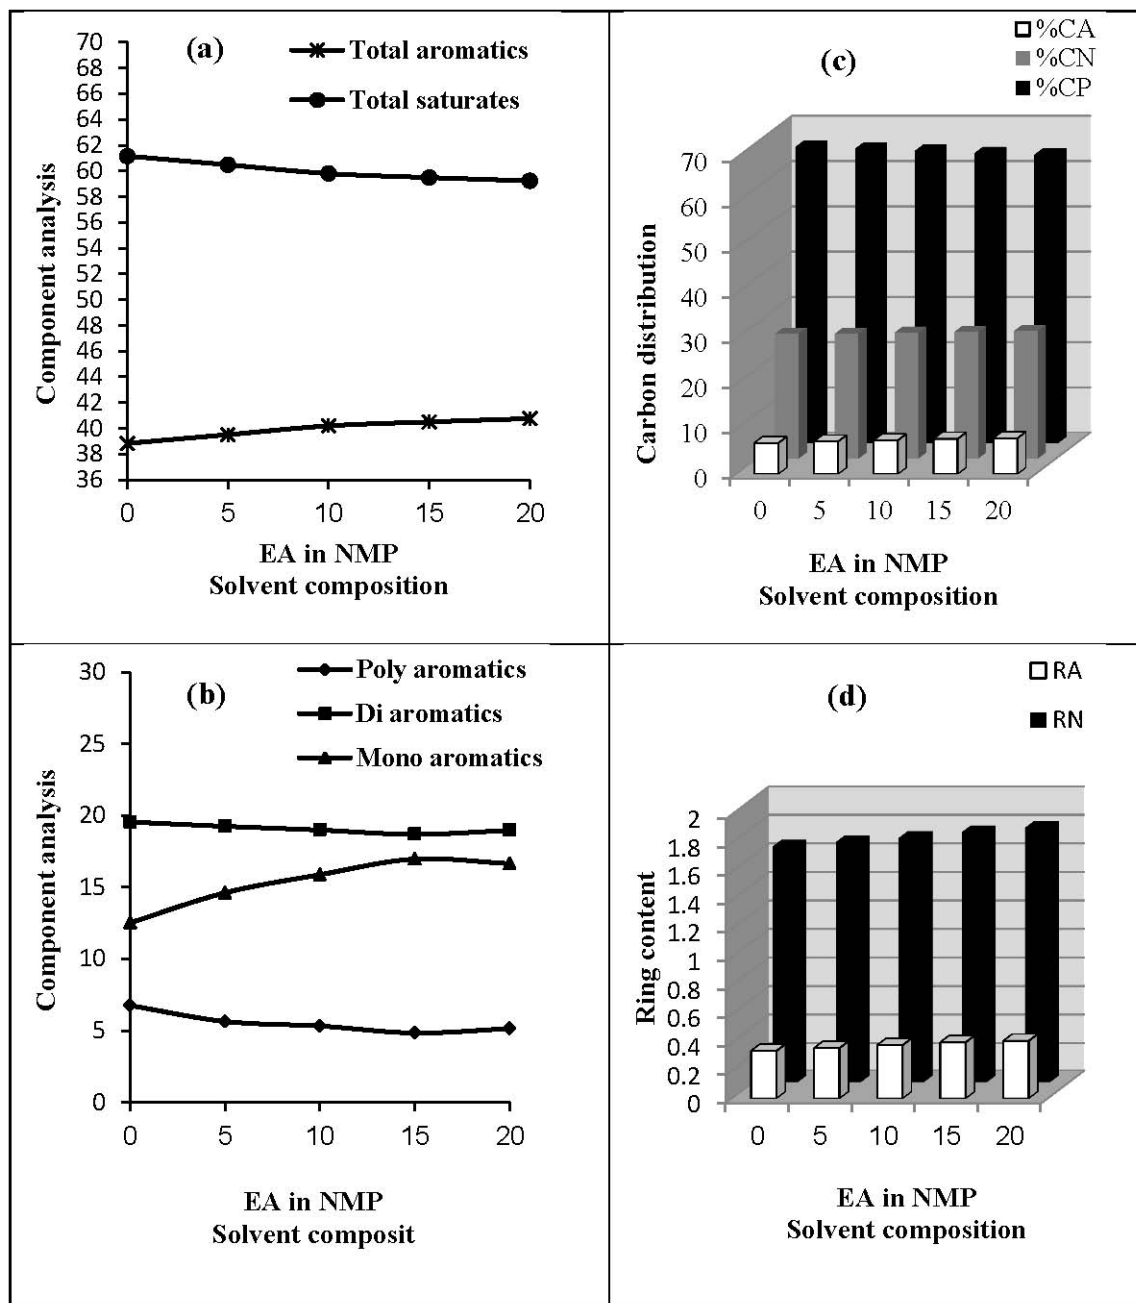 (a)
Total aromatics
Total saturates
Component analysis
70
68
66
64
62
60
58
56
54
52
50
48
46
44
42
40
38
36
0 5 10 15 20
EA in NMP
Solvent composition
(c)
%CA
%CN
%CP
Carbon distribution
70
60
50
40
30
20
10
0
0 5 10 15 20
EA in NMP
Solvent composition
(b)
Poly aromatics
Di aromatics
Mono aromatics
Component analysis
30
25
20
15
10
5
0
0 5 10 15 20
EA in NMP
Solvent composit
(d)
RA
RN
Ring content
2
1.8
1.6
1.4
1.2
1
0.8
0.6
0.4
0.2
0
0 5 10 15 20
EA in NMP
Solvent composition